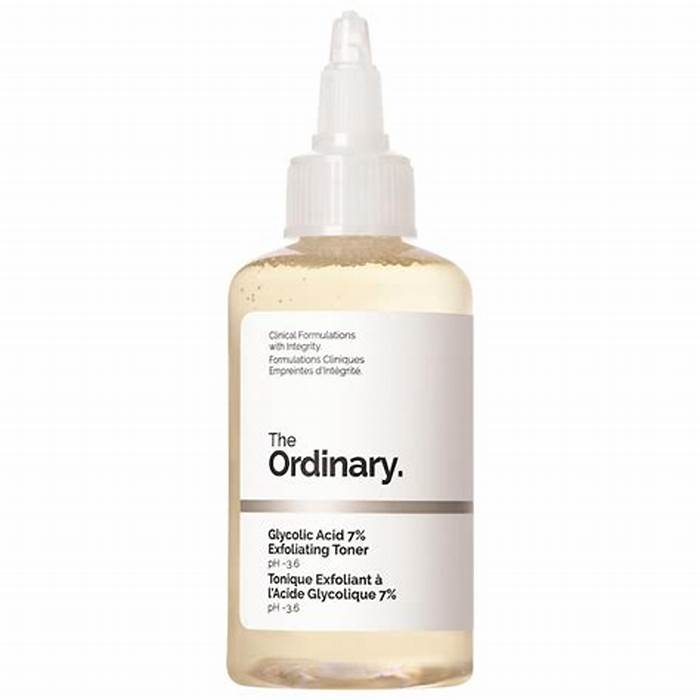 Clinical Formulations
with Integrity.
Formulations Cliniques
Empreintes d'Intégrité.
The
Ordinary.
Glycolic Acid 7%
Exfoliating Toner
pH ~3.6
Tonique Exfoliant à
l'Acide Glycolique 7%
pH ~3.6